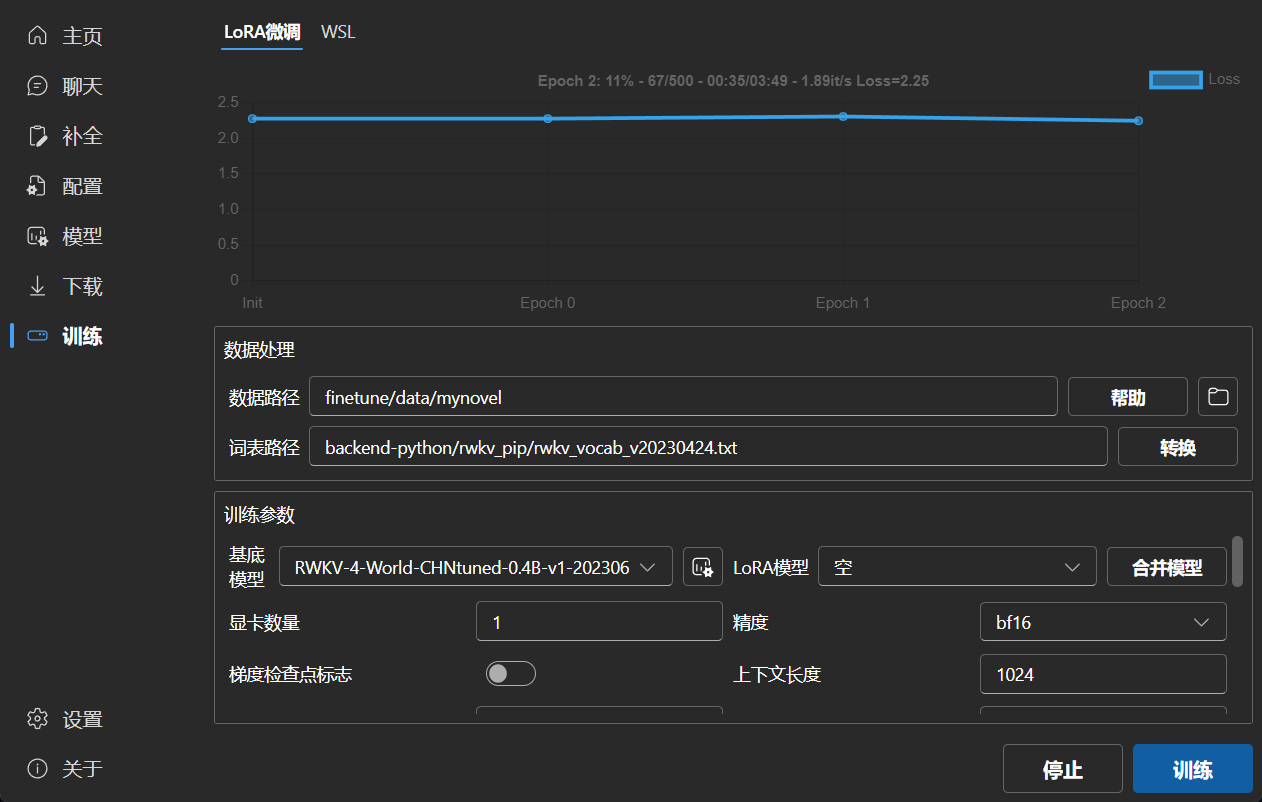 主页
聊天
补全
配置
模型
下载
训练
设置
关于
LoRA微调 WSL
Epoch 2: 11% - 67/500 - 00:35/03:49 - 1.89it/s Loss=2.25
Loss
2.5
2.0
1.5
1.0
0.5
0
Init Epoch 0 Epoch 1 Epoch 2
数据处理
数据路径 finetune/data/mynovel 帮助
词表路径 backend-python/rwkv_pip/rwkv_vocab_v20230424.txt 转换
训练参数
基底模型 RWKV-4-World-CHNtuned-0.4B-v1-202306 LoRA模型 空 合并模型
显卡数量 1 精度 bf16
梯度检查点标志 上下文长度 1024
停止 训练